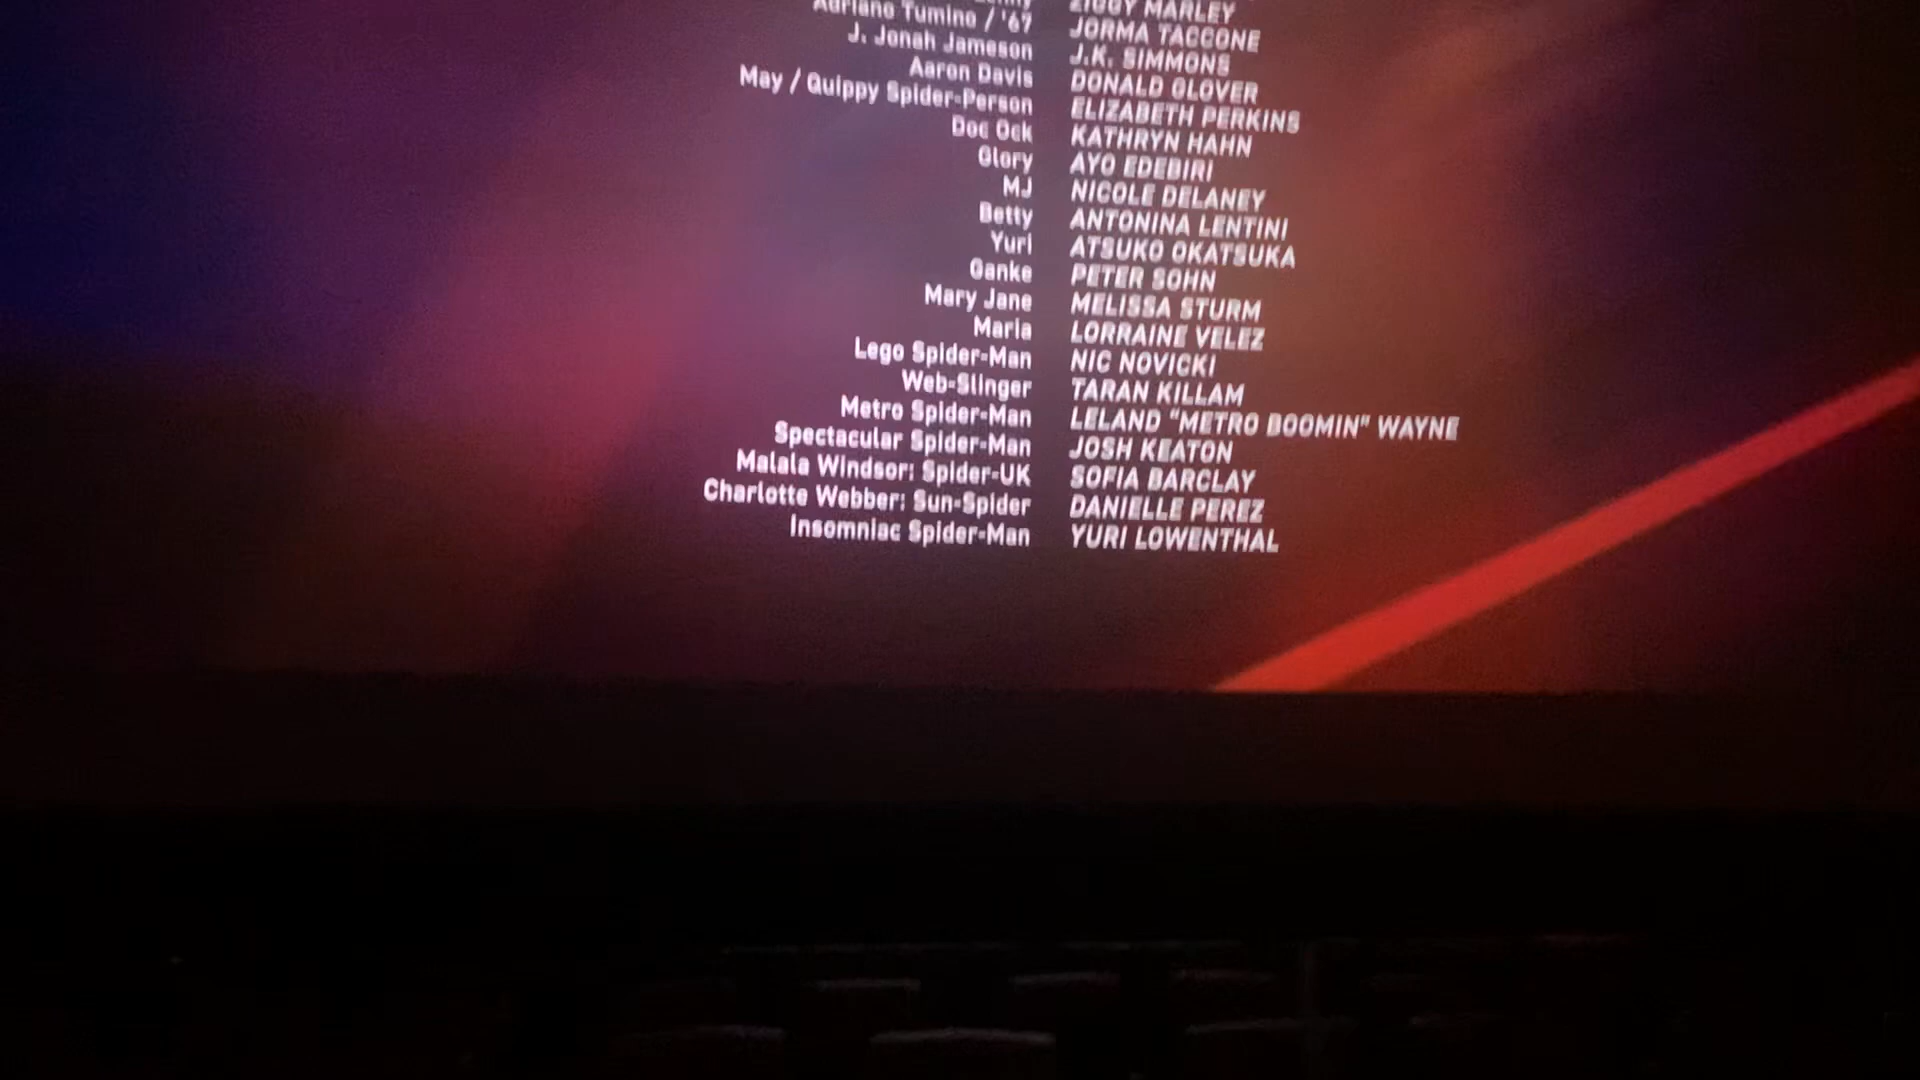 ZIGGY MARLEY
Adriano Tumino / '67 JORMA TACCONE
J. Jonah Jameson J.K. SIMMONS
Aaron Davis DONALD GLOVER
May / Quippy Spider-Person ELIZABETH PERKINS
Doc Ock KATHRYN HAHN
Glory AYO EDEBIRI
MJ NICOLE DELANEY
Betty ANTONINA LENTINI
Yuri ATSUKO OKATSUKA
Ganke PETER SOHN
Mary Jane MELISSA STURM
Maria LORRAINE VELEZ
Lego Spider-Man NIC NOVICKI
Web-Slinger TARAN KILLAM
Metro Spider-Man LELAND "METRO BOOMIN" WAYNE
Spectacular Spider-Man JOSH KEATON
Malala Windsor: Spider-UK SOFIA BARCLAY
Charlotte Webber: Sun-Spider DANIELLE PEREZ
Insomniac Spider-Man YURI LOWENTHAL